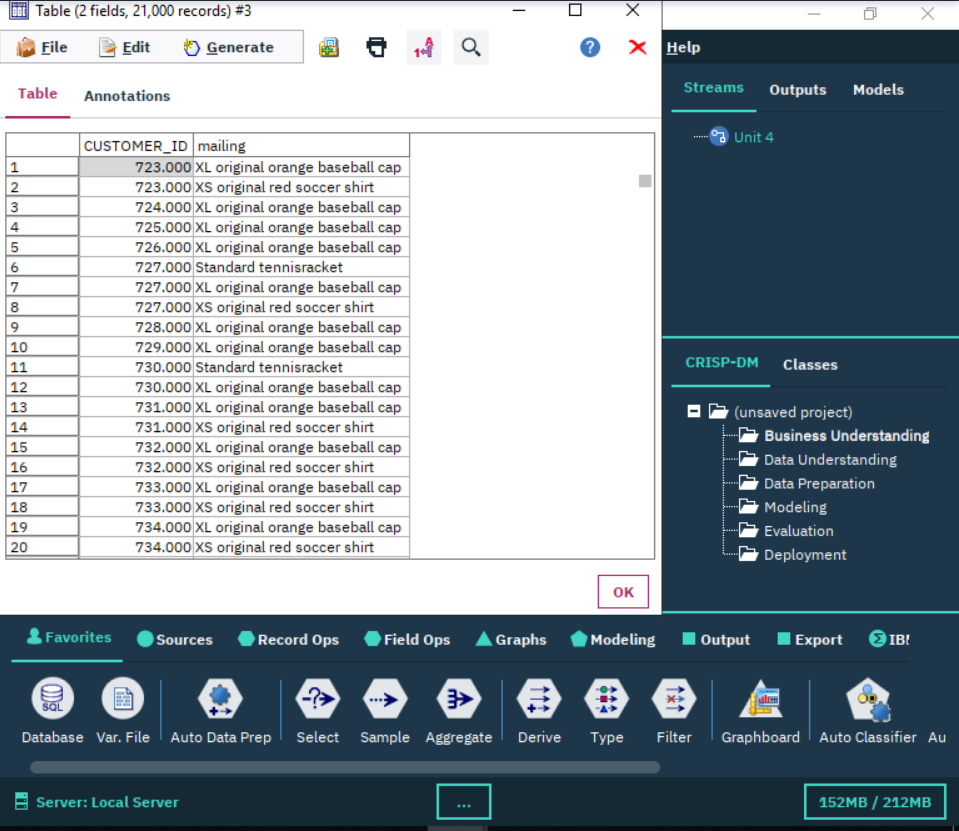 Table (2 fields, 21,000 records) #3
File Edit Generate
Help
Table Annotations
Streams Outputs Models
Unit 4
CUSTOMER_ID mailing
1 723.000 XL original orange baseball cap
2 723.000 XS original red soccer shirt
3 724.000 XL original orange baseball cap
4 725.000 XL original orange baseball cap
5 726.000 XL original orange baseball cap
6 727.000 Standard tennisracket
7 727.000 XL original orange baseball cap
8 727.000 XS original red soccer shirt
9 728.000 XL original orange baseball cap
10 729.000 XL original orange baseball cap
11 730.000 Standard tennisracket
12 730.000 XL original orange baseball cap
13 731.000 XL original orange baseball cap
14 731.000 XS original red soccer shirt
15 732.000 XL original orange baseball cap
16 732.000 XS original red soccer shirt
17 733.000 XL original orange baseball cap
18 733.000 XS original red soccer shirt
19 734.000 XL original orange baseball cap
20 734.000 XS original red soccer shirt
OK
CRISP-DM Classes
(unsaved project)
Business Understanding
Data Understanding
Data Preparation
Modeling
Evaluation
Deployment
Favorites Sources Record Ops Field Ops Graphs Modeling Output Export
SQL
Database Var. File Auto Data Prep Select Sample Aggregate Derive Type Filter Graphboard Auto Classifier Au
Server: Local Server ... 152MB / 212MB